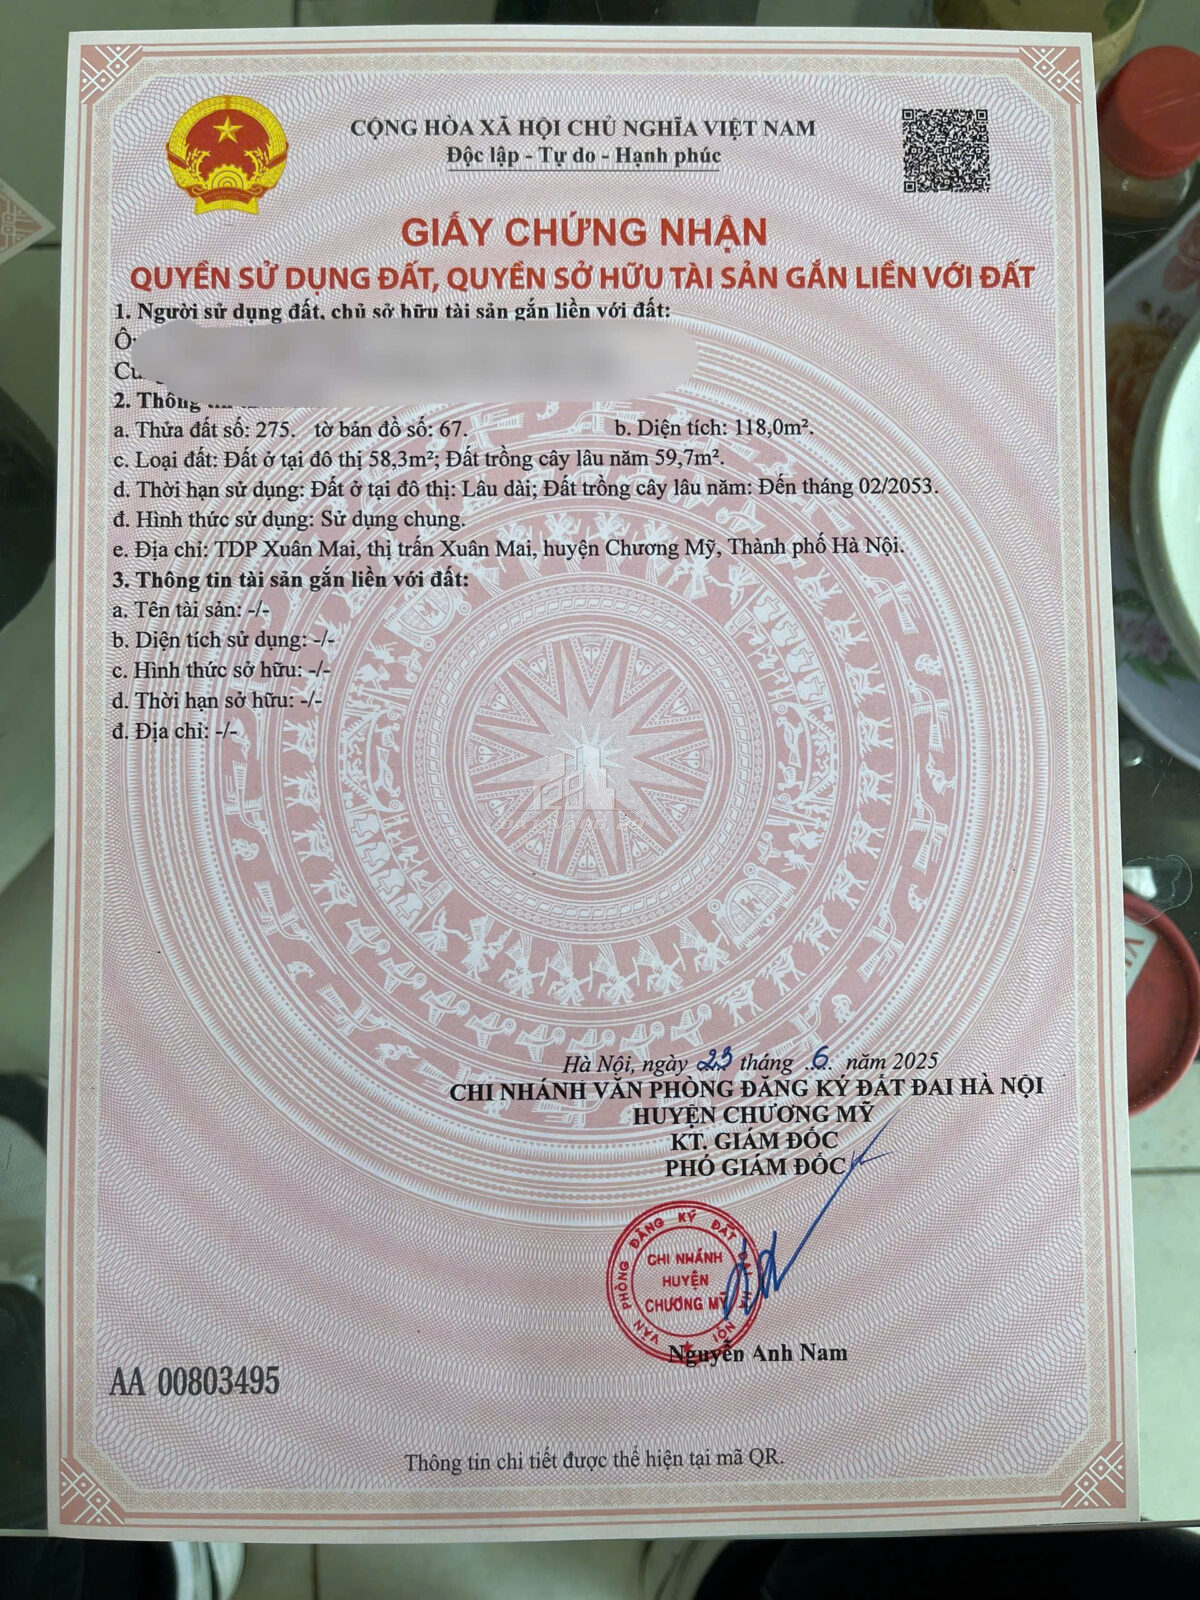 CỘNG HÒA XÃ HỘI CHỦ NGHĨA VIỆT NAM
Độc lập - Tự do - Hạnh phúc
GIẤY CHỨNG NHẬN
QUYỀN SỬ DỤNG ĐẤT, QUYỀN SỞ HỮU TÀI SẢN GẮN LIỀN VỚI ĐẤT
1. Người sử dụng đất, chủ sở hữu tài sản gắn liền với đất:
2. Thông
a. Thửa đất số: 275. tờ bản đồ số: 67. b. Diện tích: 118,0m².
c. Loại đất: Đất ở tại đô thị 58,3m²; Đất trồng cây lâu năm 59,7m².
d. Thời hạn sử dụng: Đất ở tại đô thị: Lâu dài; Đất trồng cây lâu năm: Đến tháng 02/2053.
đ. Hình thức sử dụng: Sử dụng chung.
e. Địa chỉ: TDP Xuân Mai, thị trấn Xuân Mai, huyện Chương Mỹ, Thành phố Hà Nội.
3. Thông tin tài sản gắn liền với đất:
a. Tên tài sản: -/-
b. Diện tích sử dụng: -/-
c. Hình thức sở hữu: -/-
d. Thời hạn sở hữu: -/-
đ. Địa chỉ: -/-
Hà Nội, ngày 23 tháng 6 năm 2025
CHI NHÁNH VĂN PHÒNG ĐĂNG KÝ ĐẤT ĐAI HÀ NỘI
HUYỆN CHƯƠNG MỸ
KT. GIÁM ĐỐC
PHÓ GIÁM ĐỐC
VĂN PHÒNG ĐĂNG KÝ ĐẤT ĐAI HÀ NỘI
CHI NHÁNH
HUYỆN
CHƯƠNG MỸ
Nguyễn Anh Nam
AA 00803495
Thông tin chi tiết được thể hiện tại mã QR.